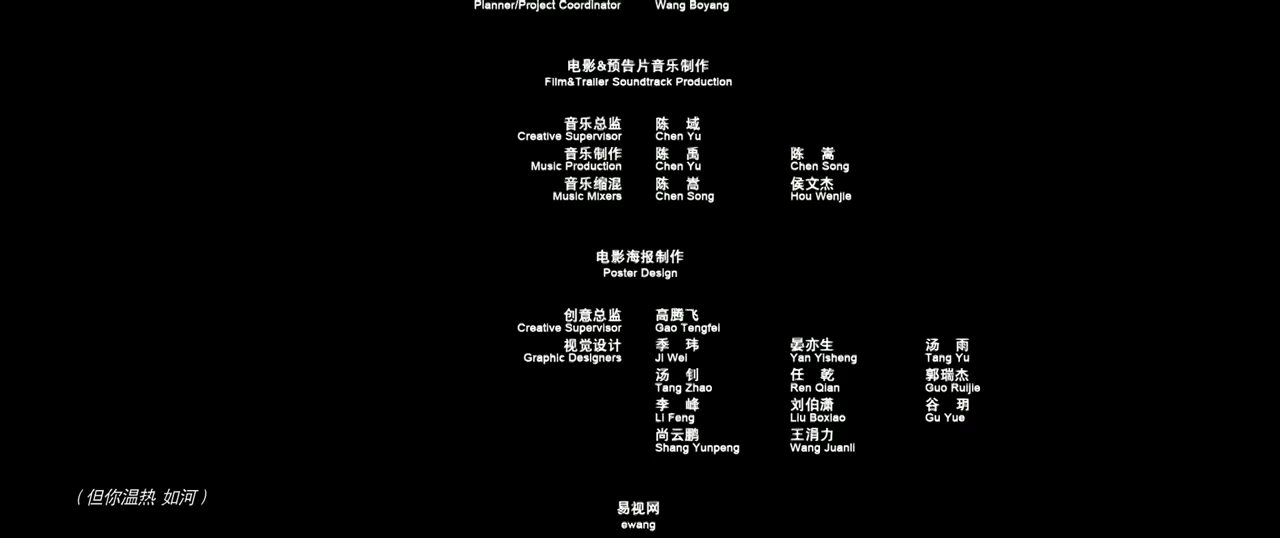 Planner/Project Coordinator Wang Boyang
电影&预告片音乐制作
Film&Trailer Soundtrack Production
音乐总监 陈 域
Creative Supervisor Chen Yu
音乐制作 陈 禹 陈 嵩
Music Production Chen Yu Chen Song
音乐缩混 陈 嵩 侯文杰
Music Mixers Chen Song Hou Wenjie
电影海报制作
Poster Design
创意总监 高腾飞
Creative Supervisor Gao Tengfei
视觉设计 季 玮 晏亦生 汤 雨
Graphic Designers Ji Wei Yan Yisheng Tang Yu
汤 钊 任 乾 郭瑞杰
Tang Zhao Ren Qian Guo Ruijie
李 峰 刘伯潇 谷 玥
Li Feng Liu Boxiao Gu Yue
尚云鹏 王涓力
Shang Yunpeng Wang Juanli
（但你温热 如河）
易视网
ewang